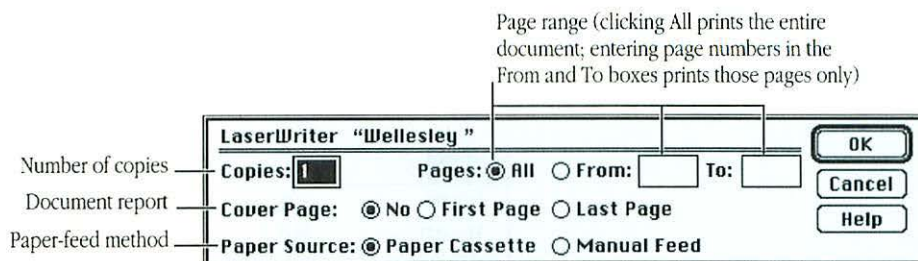 Page range (clicking All prints the entire
document; entering page numbers in the
From and To boxes prints those pages only)
LaserWriter "Wellesley"
OK
Number of copies
Copies: 1 Pages: All From: To:
Cancel
Document report
Cover Page: No First Page Last Page
Help
Paper-feed method
Paper Source: Paper Cassette Manual Feed